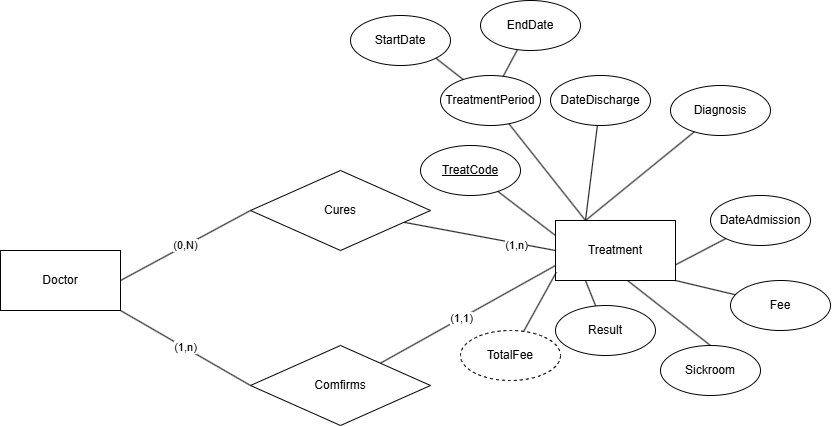 EndDate
StartDate
TreatmentPeriod
DateDischarge
Diagnosis
TreatCode
Cures
DateAdmission
(0,N)
(1,n)
Treatment
Doctor
Fee
(1,1)
Result
(1,n)
TotalFee
Sickroom
Comfirms